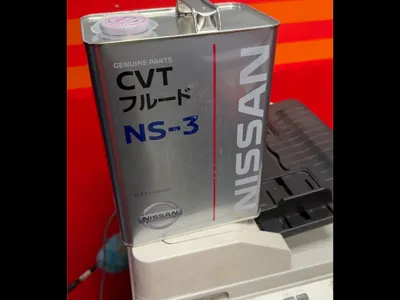 GENUINE PARTS
CVT
フルード
NS-3
NISSAN
NISSAN